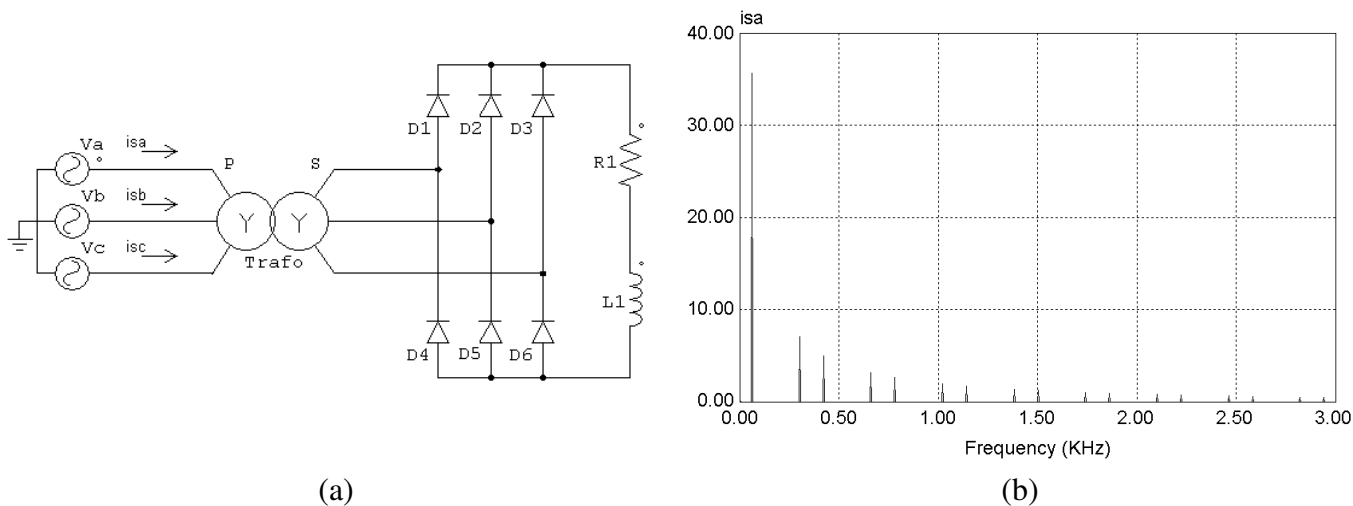 Va
isa
Vb
isb
Vc
isc
P
S
Y
Y
Trafo
D1
D2
D3
D4
D5
D6
R1
L1
(a)
isa
40.00
30.00
20.00
10.00
0.00
0.00 0.50 1.00 1.50 2.00 2.50 3.00
Frequency (KHz)
(b)